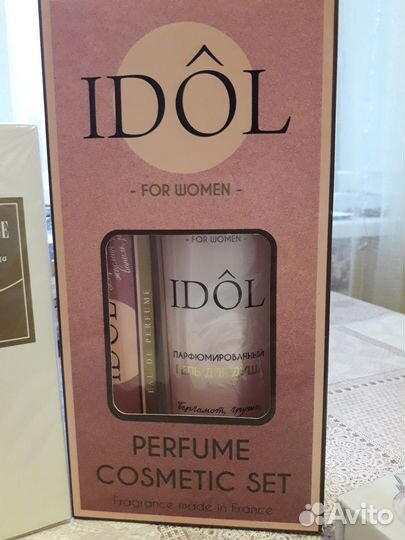 IDÔL
- FOR WOMEN -
- FOR WOMEN -
IDÔL
ПАРФЮМИРОВАННЫЙ
ГЕЛЬ ДЛЯ ДУША
Бергамот, груша
IDÔL
EAU DE PERFUME
PERFUME
COSMETIC SET
Fragrance made in France
Avito